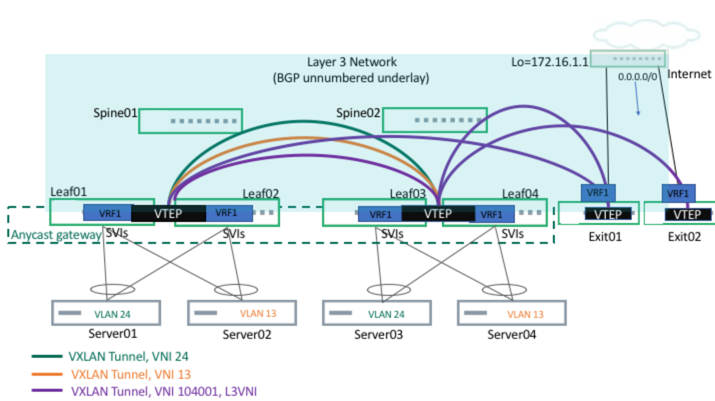 Layer 3 Network
(BGP unnumbered underlay)
Lo=172.16.1.1
0.0.0.0/0
Internet
Spine01
Spine02
Leaf01
Leaf02
Leaf03
Leaf04
VRF1
VTEP
VRF1
VRF1
VTEP
VRF1
VRF1
VRF1
VTEP
VTEP
Anycast gateway
SVIs
SVIs
SVIs
SVIs
Exit01
Exit02
VLAN 24
VLAN 13
VLAN 24
VLAN 13
Server01
Server02
Server03
Server04
VXLAN Tunnel, VNI 24
VXLAN Tunnel, VNI 13
VXLAN Tunnel, VNI 104001, L3VNI